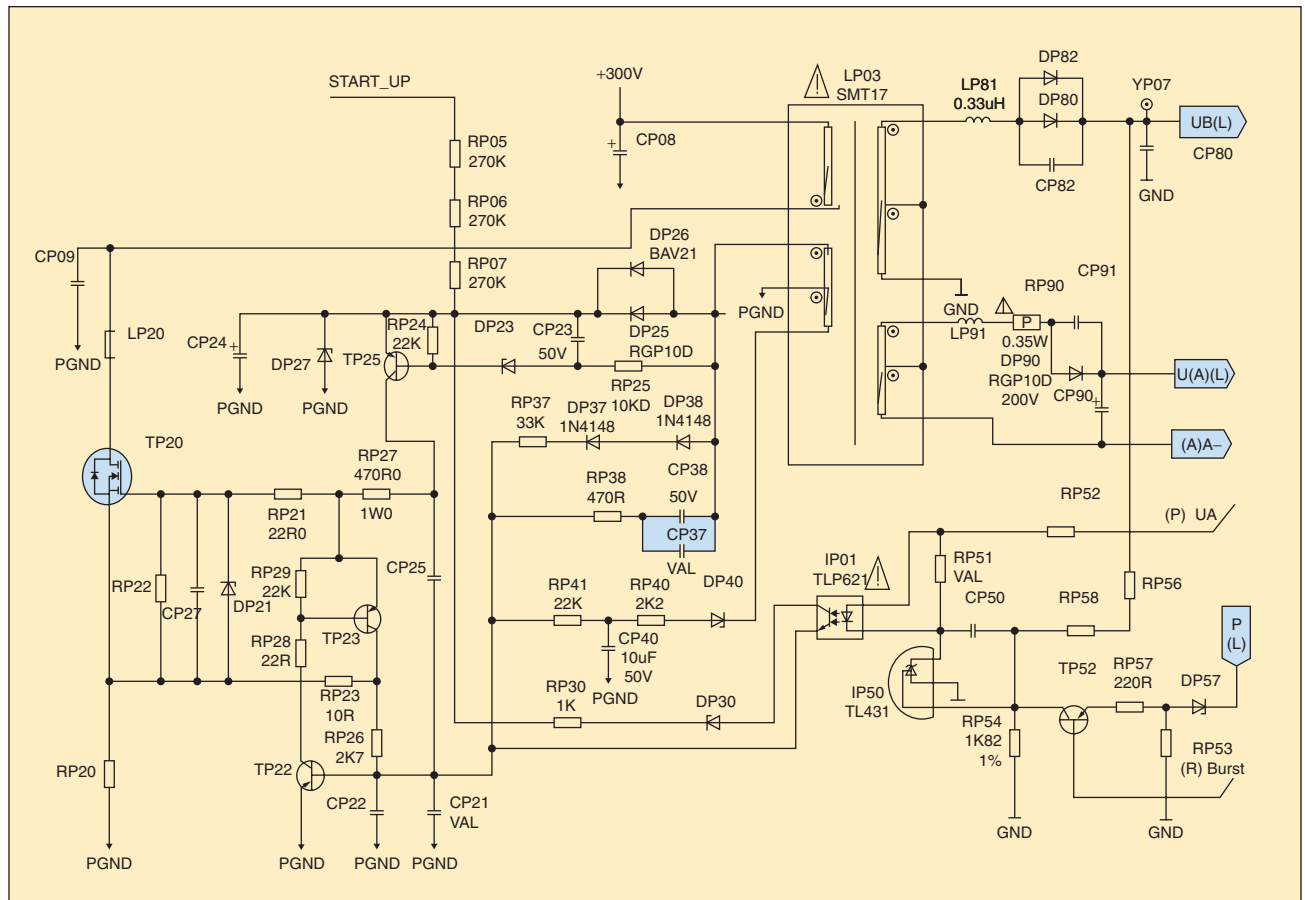 START_UP
+300V
LP03
SMT17
LP81
0.33uH
DP82
DP80
YP07
UB(L)
CP80
CP82
GND
RP05
270K
CP08
RP06
270K
CP09
RP07
270K
DP26
BAV21
PGND
GND
LP91
RP90
CP91
P
0.35W
DP90
RGP10D
200V
CP90
+
U(A)(L)
(A)A–
LP20
PGND
CP24
+
PGND
DP27
PGND
TP25
RP24
22K
DP23
CP23
50V
DP25
RGP10D
RP25
10KD
RP37
33K
DP37
1N4148
DP38
1N4148
TP20
RP27
470R0
1W0
RP38
470R
CP38
50V
CP37
VAL
RP21
22R0
RP52
(P) UA
RP22
CP27
DP21
RP29
22K
CP25
TP23
RP28
22R
RP41
22K
RP40
2K2
DP40
IP01
TLP621
RP51
VAL
CP50
RP58
RP56
P
(L)
CP40
10uF
50V
PGND
RP23
10R
RP30
1K
DP30
IP50
TL431
TP52
RP57
220R
DP57
RP54
1K82
1%
RP53
(R) Burst
RP20
TP22
RP26
2K7
CP22
CP21
VAL
PGND
PGND
PGND
PGND
GND
GND
+